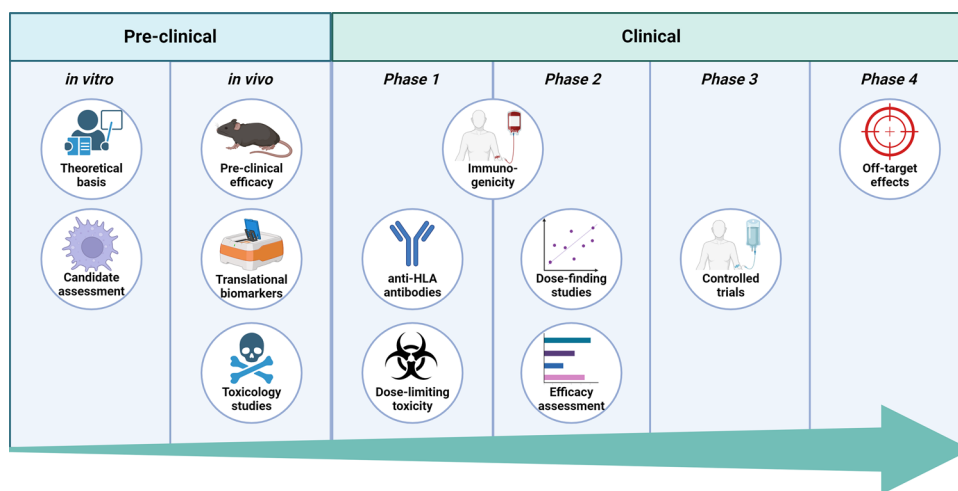 Pre-clinical
Clinical
in vitro
in vivo
Phase 1
Phase 2
Phase 3
Phase 4
Theoretical
basis
Pre-clinical
efficacy
Immuno-
genicity
Off-target
effects
Candidate
assessment
Translational
biomarkers
anti-HLA
antibodies
Dose-finding
studies
Controlled
trials
Toxicology
studies
Dose-limiting
toxicity
Efficacy
assessment